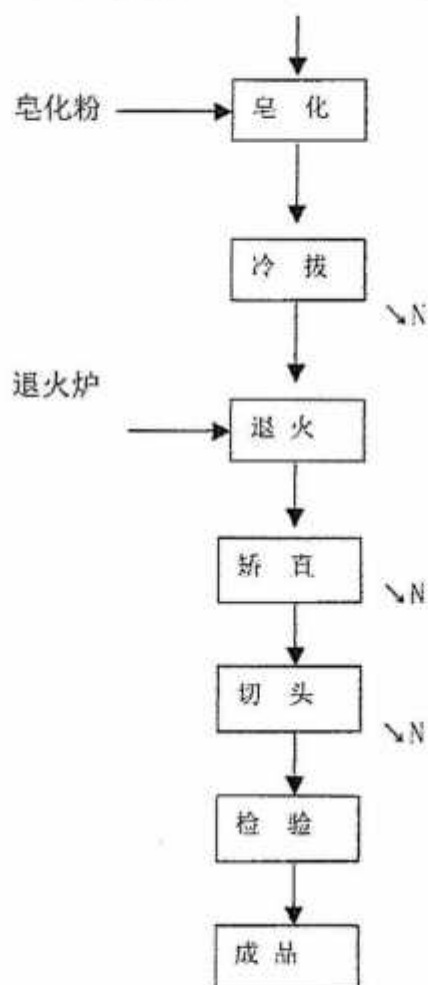 皂化粉
皂 化
冷 拔
↘N
退火炉
退 火
矫 直
↘N
切 头
↘N
检 验
成 品